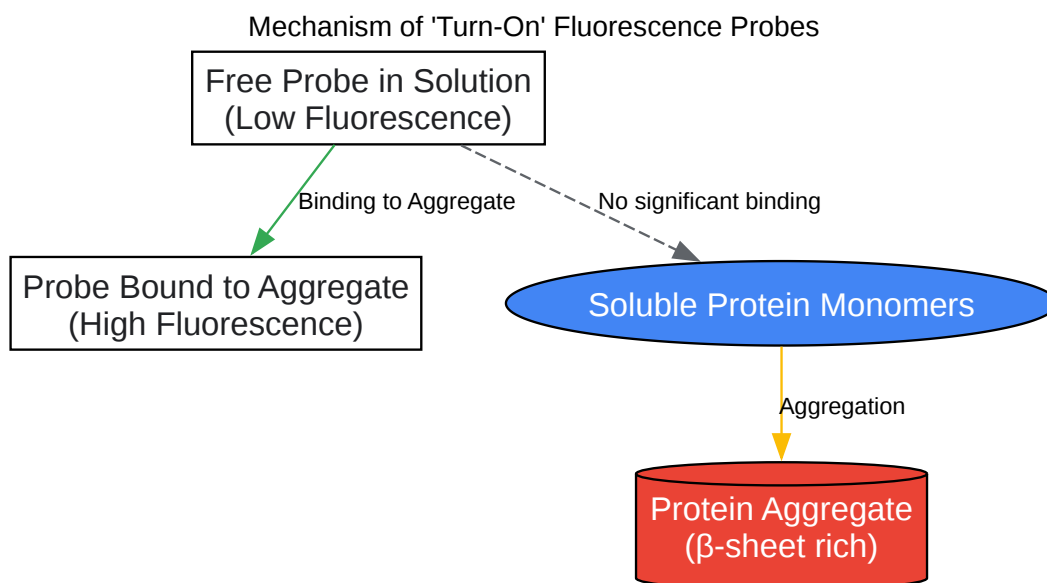 Mechanism of 'Turn-On' Fluorescence Probes
Free Probe in Solution
(Low Fluorescence)
Binding to Aggregate
No significant binding
Probe Bound to Aggregate
(High Fluorescence)
Soluble Protein Monomers
Aggregation
Protein Aggregate
(β-sheet rich)